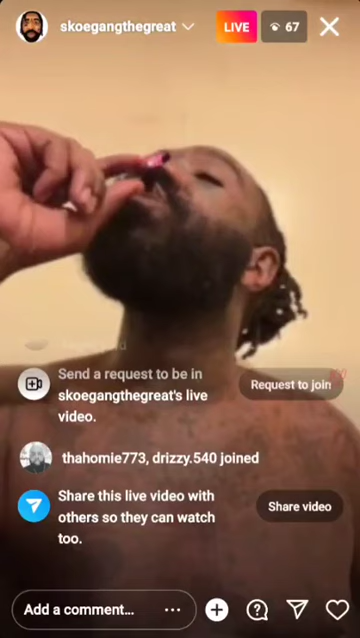 skoegangthegreat
LIVE
67
Send a request to be in
skoegangthegreat's live
video.
Request to join
thahomie773, drizzy.540 joined
Share this live video with
others so they can watch
too.
Share video
Add a comment...